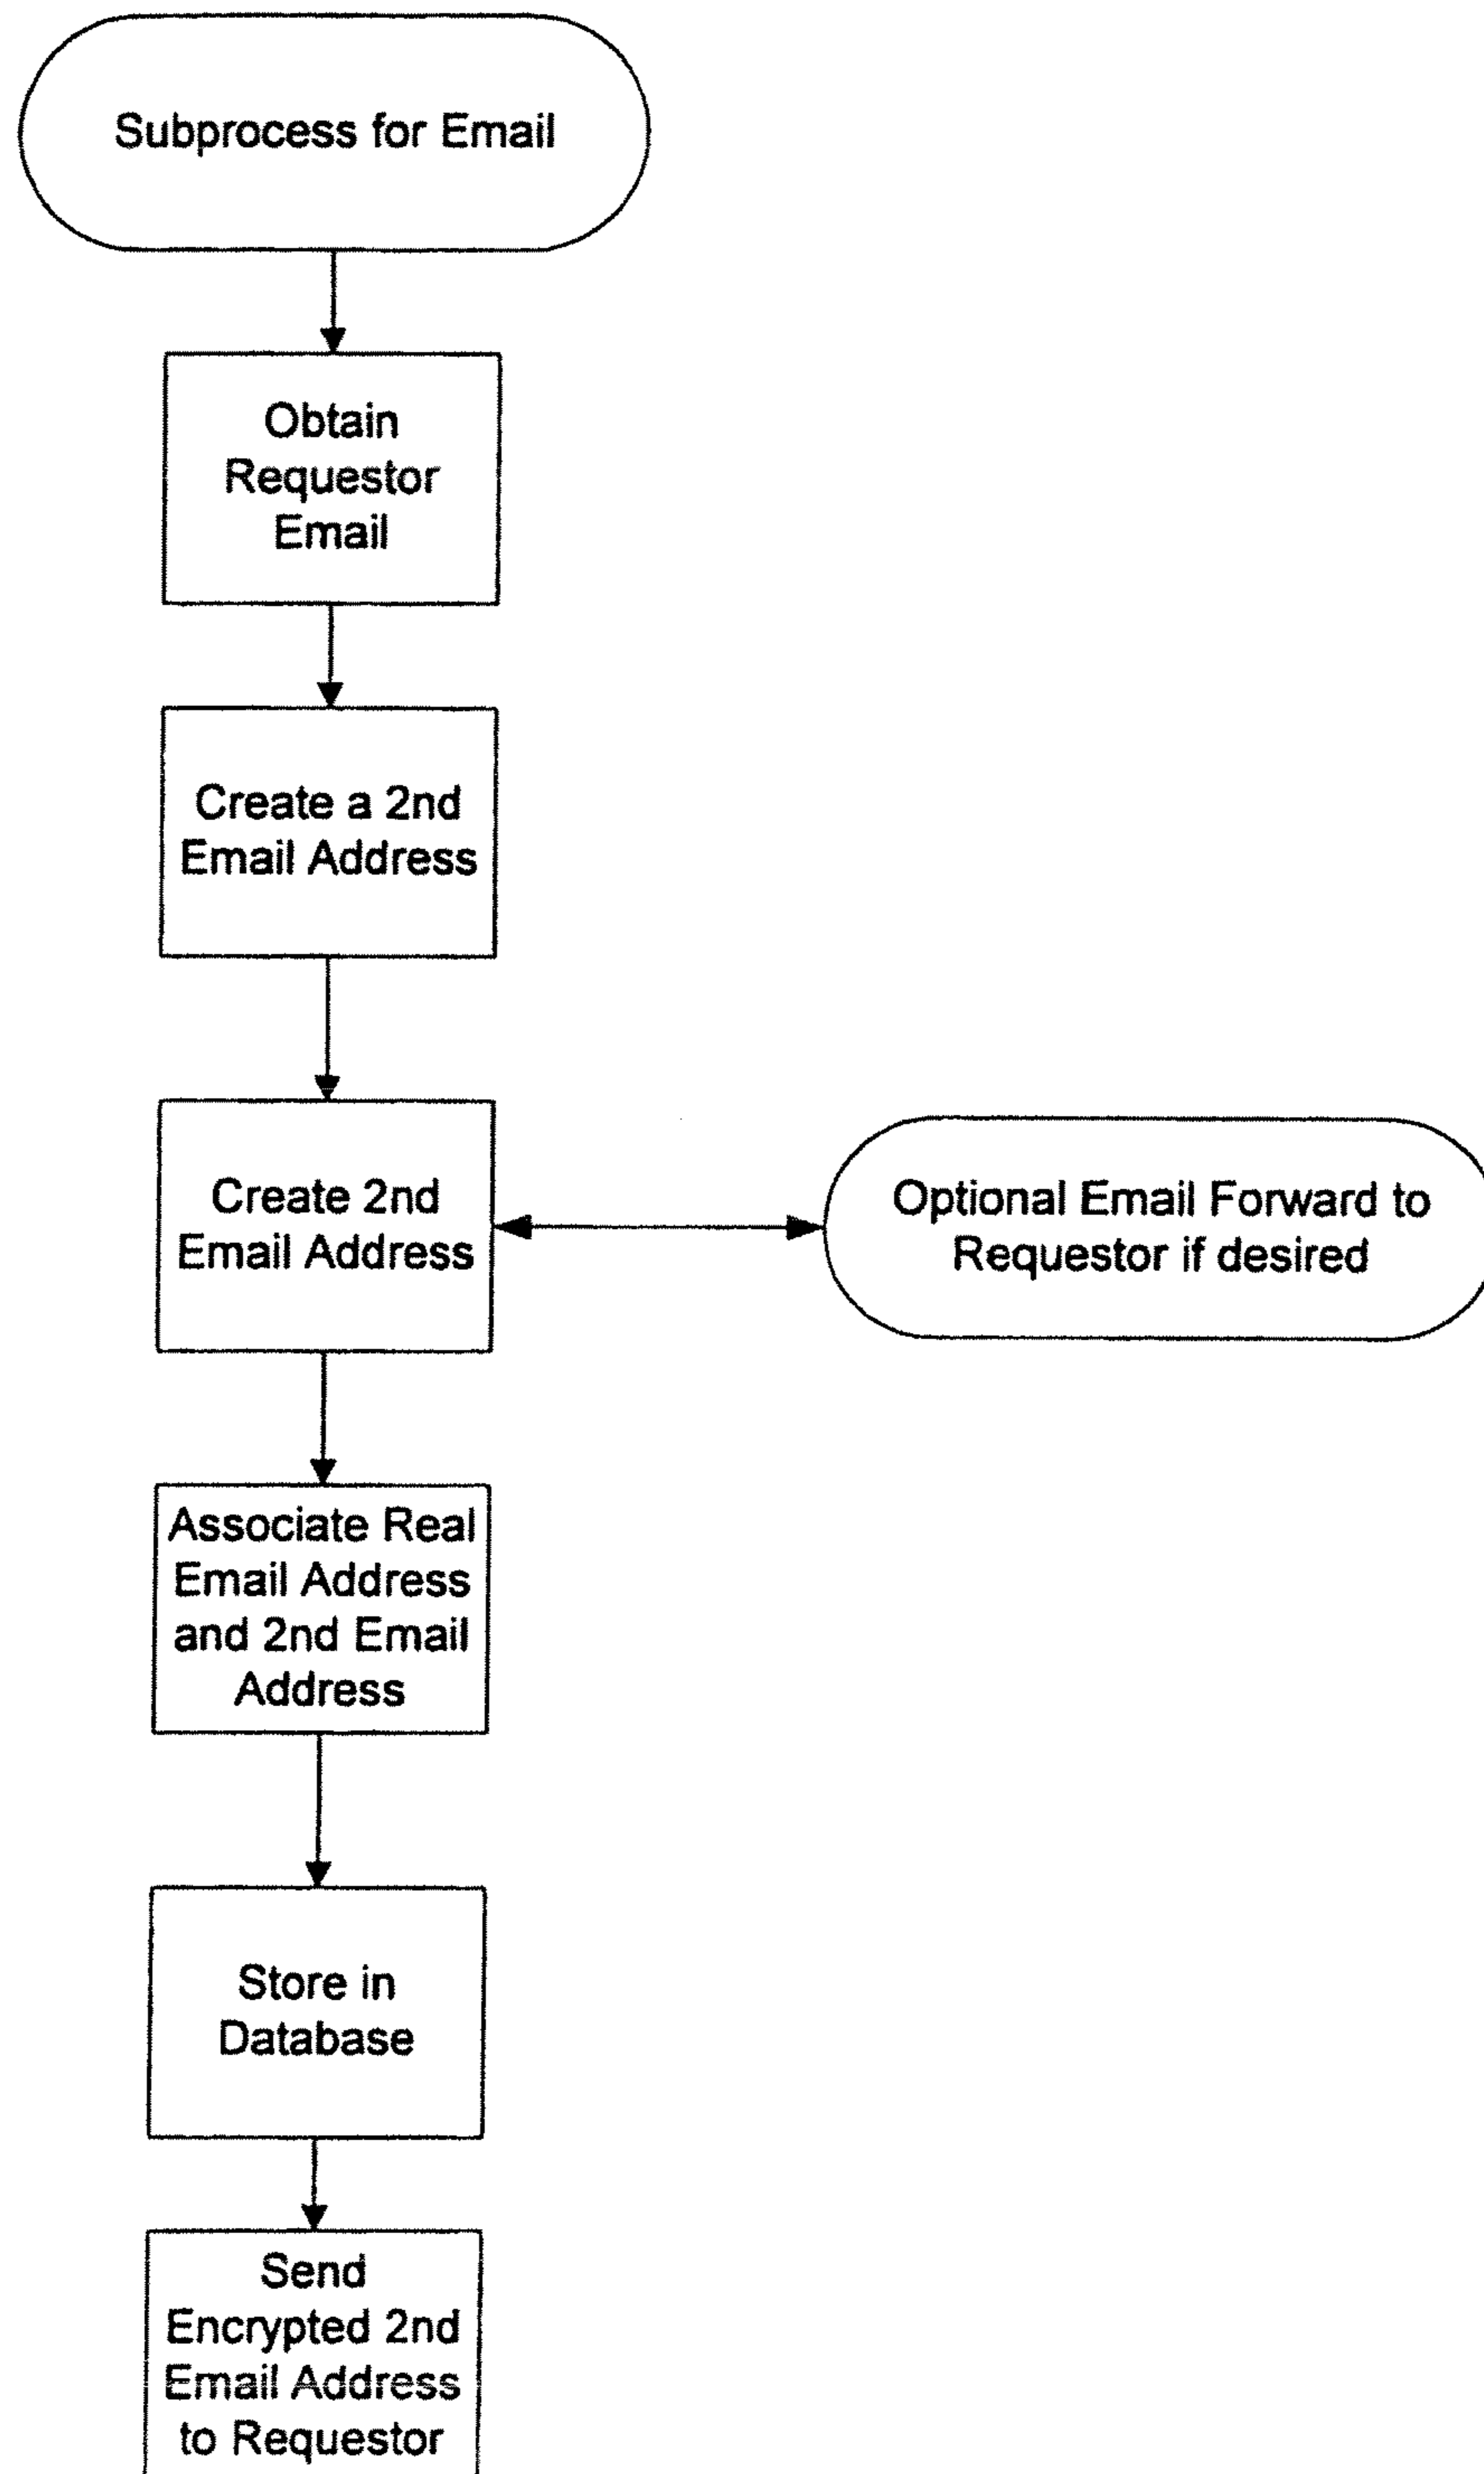 Subprocess for Email
Obtain
Requestor
Email
Create a 2nd
Email Address
Create 2nd
Email Address
Optional Email Forward to
Requestor if desired
Associate Real
Email Address
and 2nd Email
Address
Store in
Database
Send
Encrypted 2nd
Email Address
to Requestor